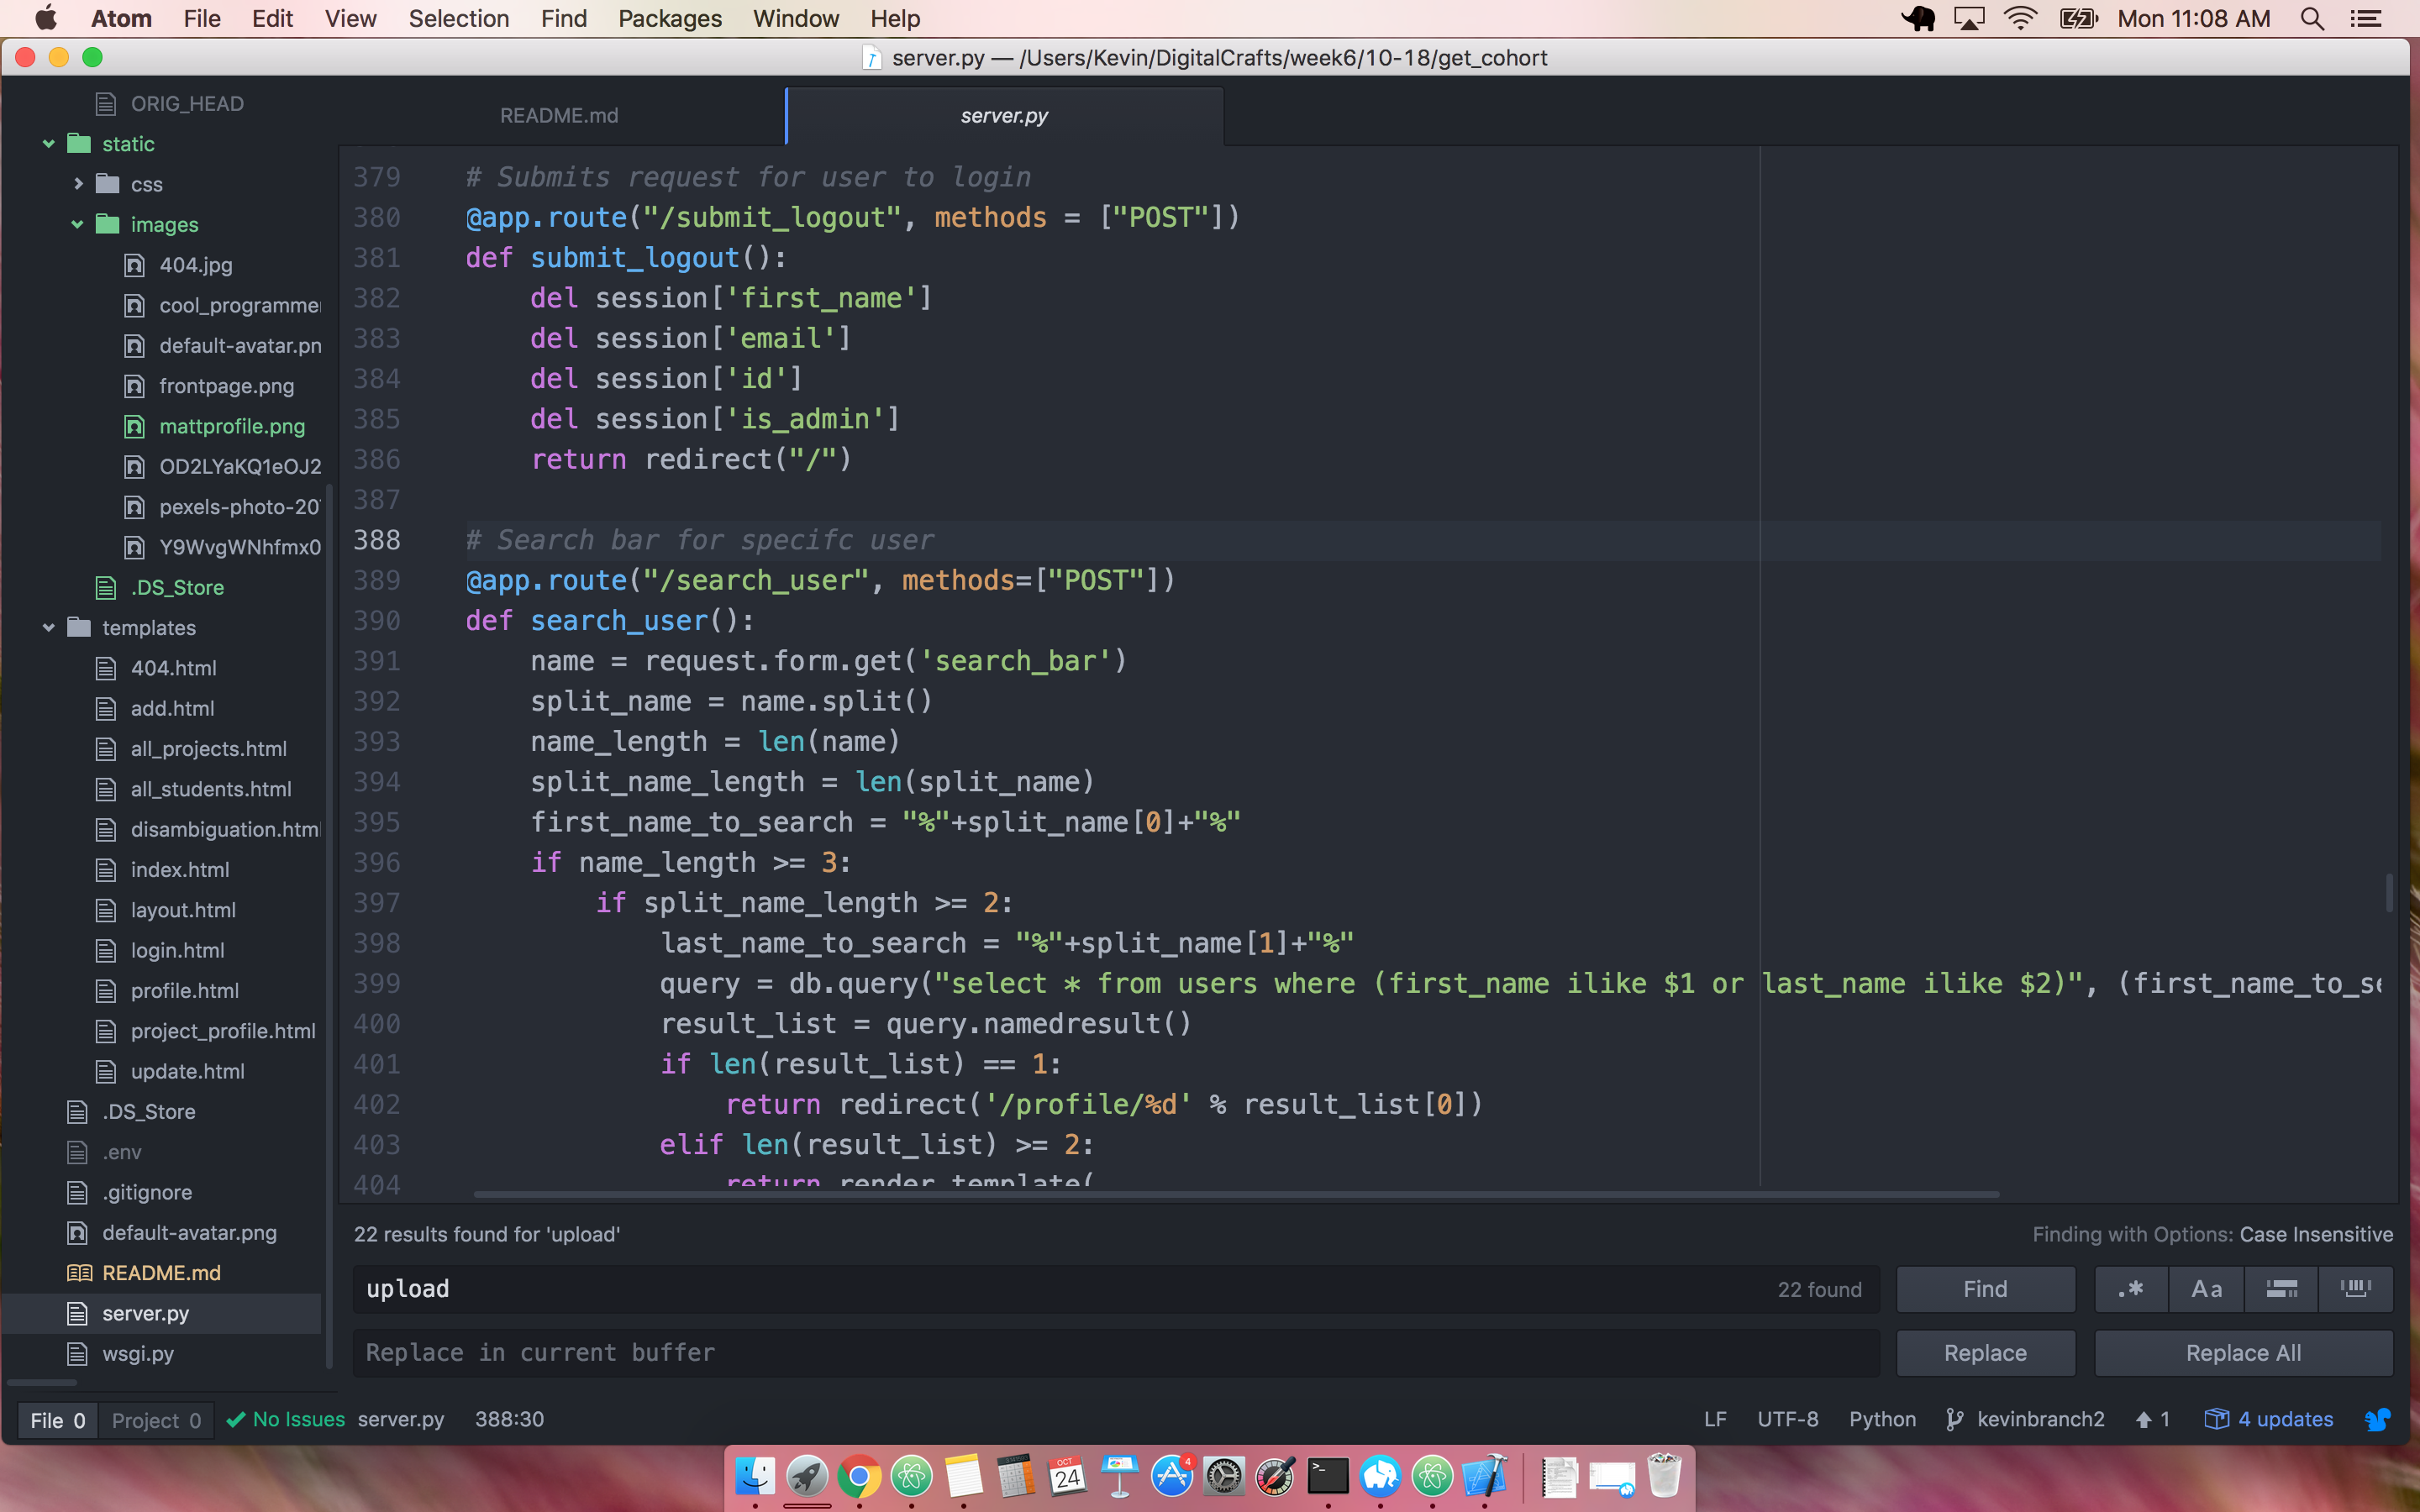 Atom File Edit View Selection Find Packages Window Help Mon 11:08 AM
server.py — /Users/Kevin/DigitalCrafts/week6/10-18/get_cohort
ORIG_HEAD
static
css
images
404.jpg
cool_programme
default-avatar.pn
frontpage.png
mattprofile.png
OD2LYaKQ1eOJ2
pexels-photo-20
Y9WvgWNhfmx0
.DS_Store
templates
404.html
add.html
all_projects.html
all_students.html
disambiguation.htm
index.html
layout.html
login.html
profile.html
project_profile.html
update.html
.DS_Store
.env
.gitignore
default-avatar.png
README.md
server.py
wsgi.py
README.md server.py
379 # Submits request for user to login
380 @app.route("/submit_logout", methods = ["POST"])
381 def submit_logout():
382     del session['first_name']
383     del session['email']
384     del session['id']
385     del session['is_admin']
386     return redirect("/")
387
388 # Search bar for specifc user
389 @app.route("/search_user", methods=["POST"])
390 def search_user():
391     name = request.form.get('search_bar')
392     split_name = name.split()
393     name_length = len(name)
394     split_name_length = len(split_name)
395     first_name_to_search = "%"+split_name[0]+"%"
396     if name_length >= 3:
397         if split_name_length >= 2:
398             last_name_to_search = "%"+split_name[1]+"%"
399             query = db.query("select * from users where (first_name ilike $1 or last_name ilike $2)", (first_name_to_se
400             result_list = query.namedresult()
401             if len(result_list) == 1:
402                 return redirect('/profile/%d' % result_list[0])
403             elif len(result_list) >= 2:
404                 return render_template(
22 results found for 'upload' Finding with Options: Case Insensitive
upload 22 found Find .* Aa
Replace in current buffer Replace Replace All
File 0 Project 0 No Issues server.py 388:30 LF UTF-8 Python kevinbranch2 1 4 updates
OCT
24
4
>_